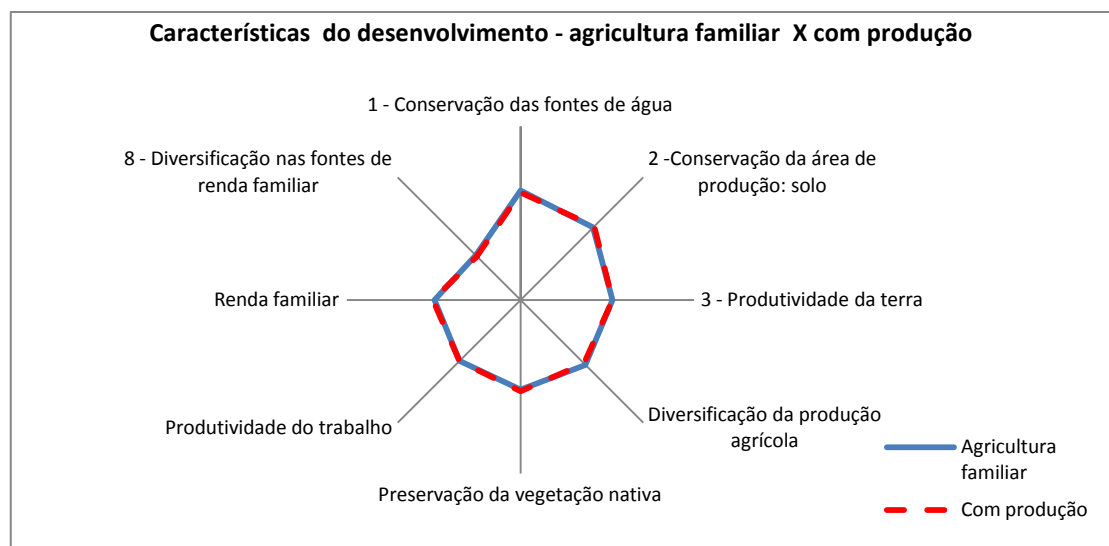 Características do desenvolvimento - agricultura familiar X com produção
1 - Conservação das fontes de água
8 - Diversificação nas fontes de
renda familiar
2 -Conservação da área de
produção: solo
Renda familiar
3 - Produtividade da terra
Produtividade do trabalho
Diversificação da produção
agrícola
Preservação da vegetação nativa
Agricultura
familiar
Com produção